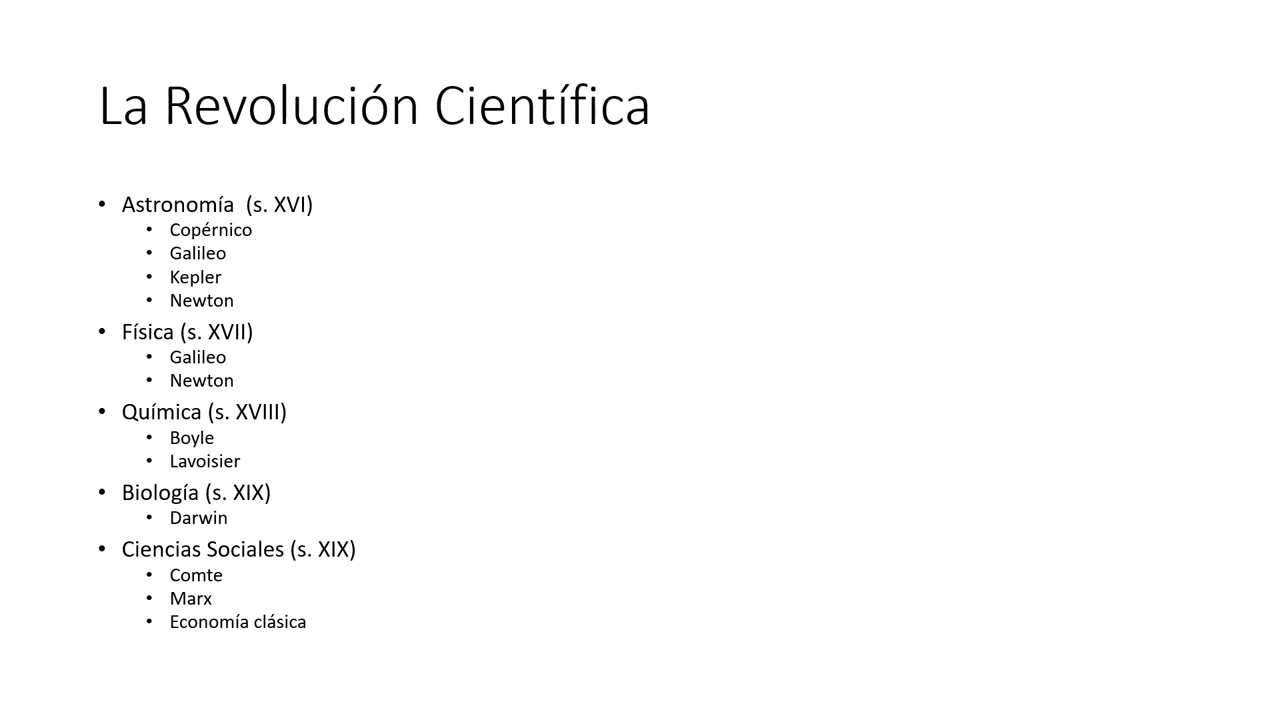 La Revolución Científica
• Astronomía  (s. XVI)
• Copérnico
• Galileo
• Kepler
• Newton
• Física (s. XVII)
• Galileo
• Newton
• Química (s. XVIII)
• Boyle
• Lavoisier
• Biología (s. XIX)
• Darwin
• Ciencias Sociales (s. XIX)
• Comte
• Marx
• Economía clásica